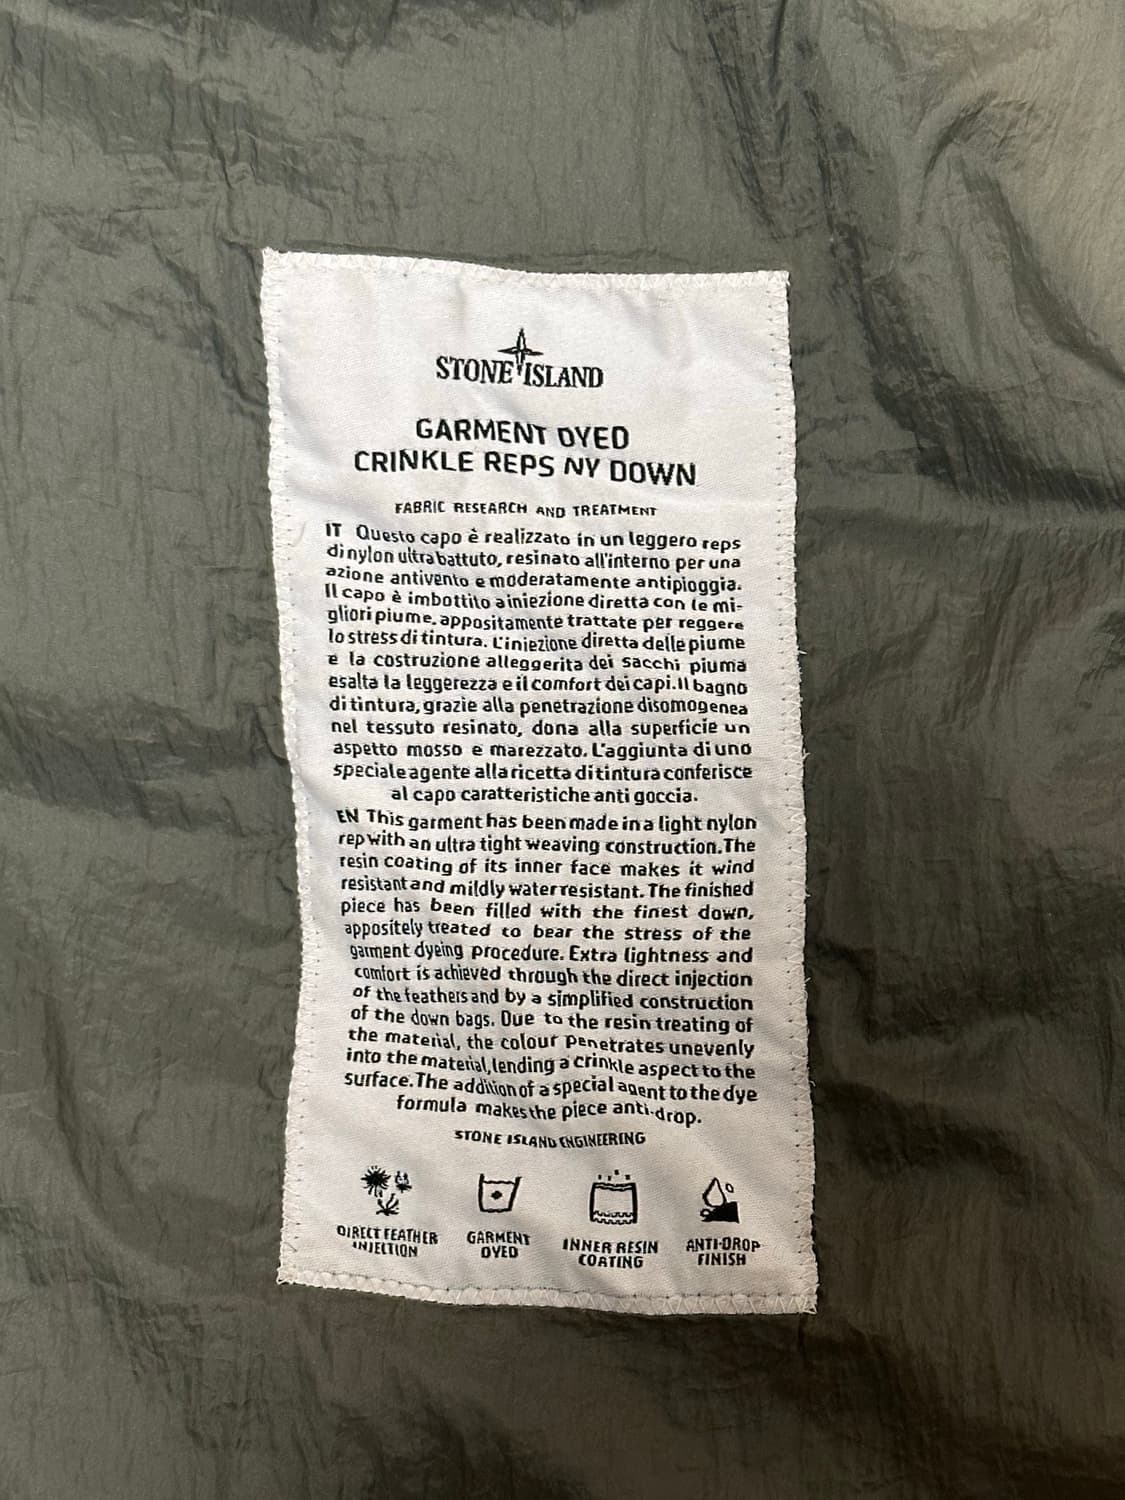 STONE ISLAND
GARMENT DYED
CRINKLE REPS NY DOWN
FABRIC RESEARCH AND TREATMENT
IT Questo capo è realizzato in un leggero reps
di nylon ultra battuto, resinato all'interno per una
azione antivento e moderatamente antipioggia.
Il capo è imbottito a iniezione diretta con le mi-
gliori piume, appositamente trattate per reggere
lo stress di tintura. L'iniezione diretta delle piume
e la costruzione alleggerita dei sacchi piuma
esalta la leggerezza e il comfort dei capi. Il bagno
di tintura, grazie alla penetrazione disomogenea
nel tessuto resinato, dona alla superficie un
aspetto mosso e marezzato. L'aggiunta di uno
speciale agente alla ricetta di tintura conferisce
al capo caratteristiche anti goccia.
EN This garment has been made in a light nylon
rep with an ultra tight weaving construction. The
resin coating of its inner face makes it wind
resistant and mildly water resistant. The finished
piece has been filled with the finest down,
appositely treated to bear the stress of the
garment dyeing procedure. Extra lightness and
comfort is achieved through the direct injection
of the feathers and by a simplified construction
of the down bags. Due to the resin treating of
the material, the colour penetrates unevenly
into the material, lending a crinkle aspect to the
surface. The addition of a special agent to the dye
formula makes the piece anti-drop.
STONE ISLAND ENGINEERING
DIRECT FEATHER
INJECTION
GARMENT
DYED
INNER RESIN
COATING
ANTI-DROP
FINISH